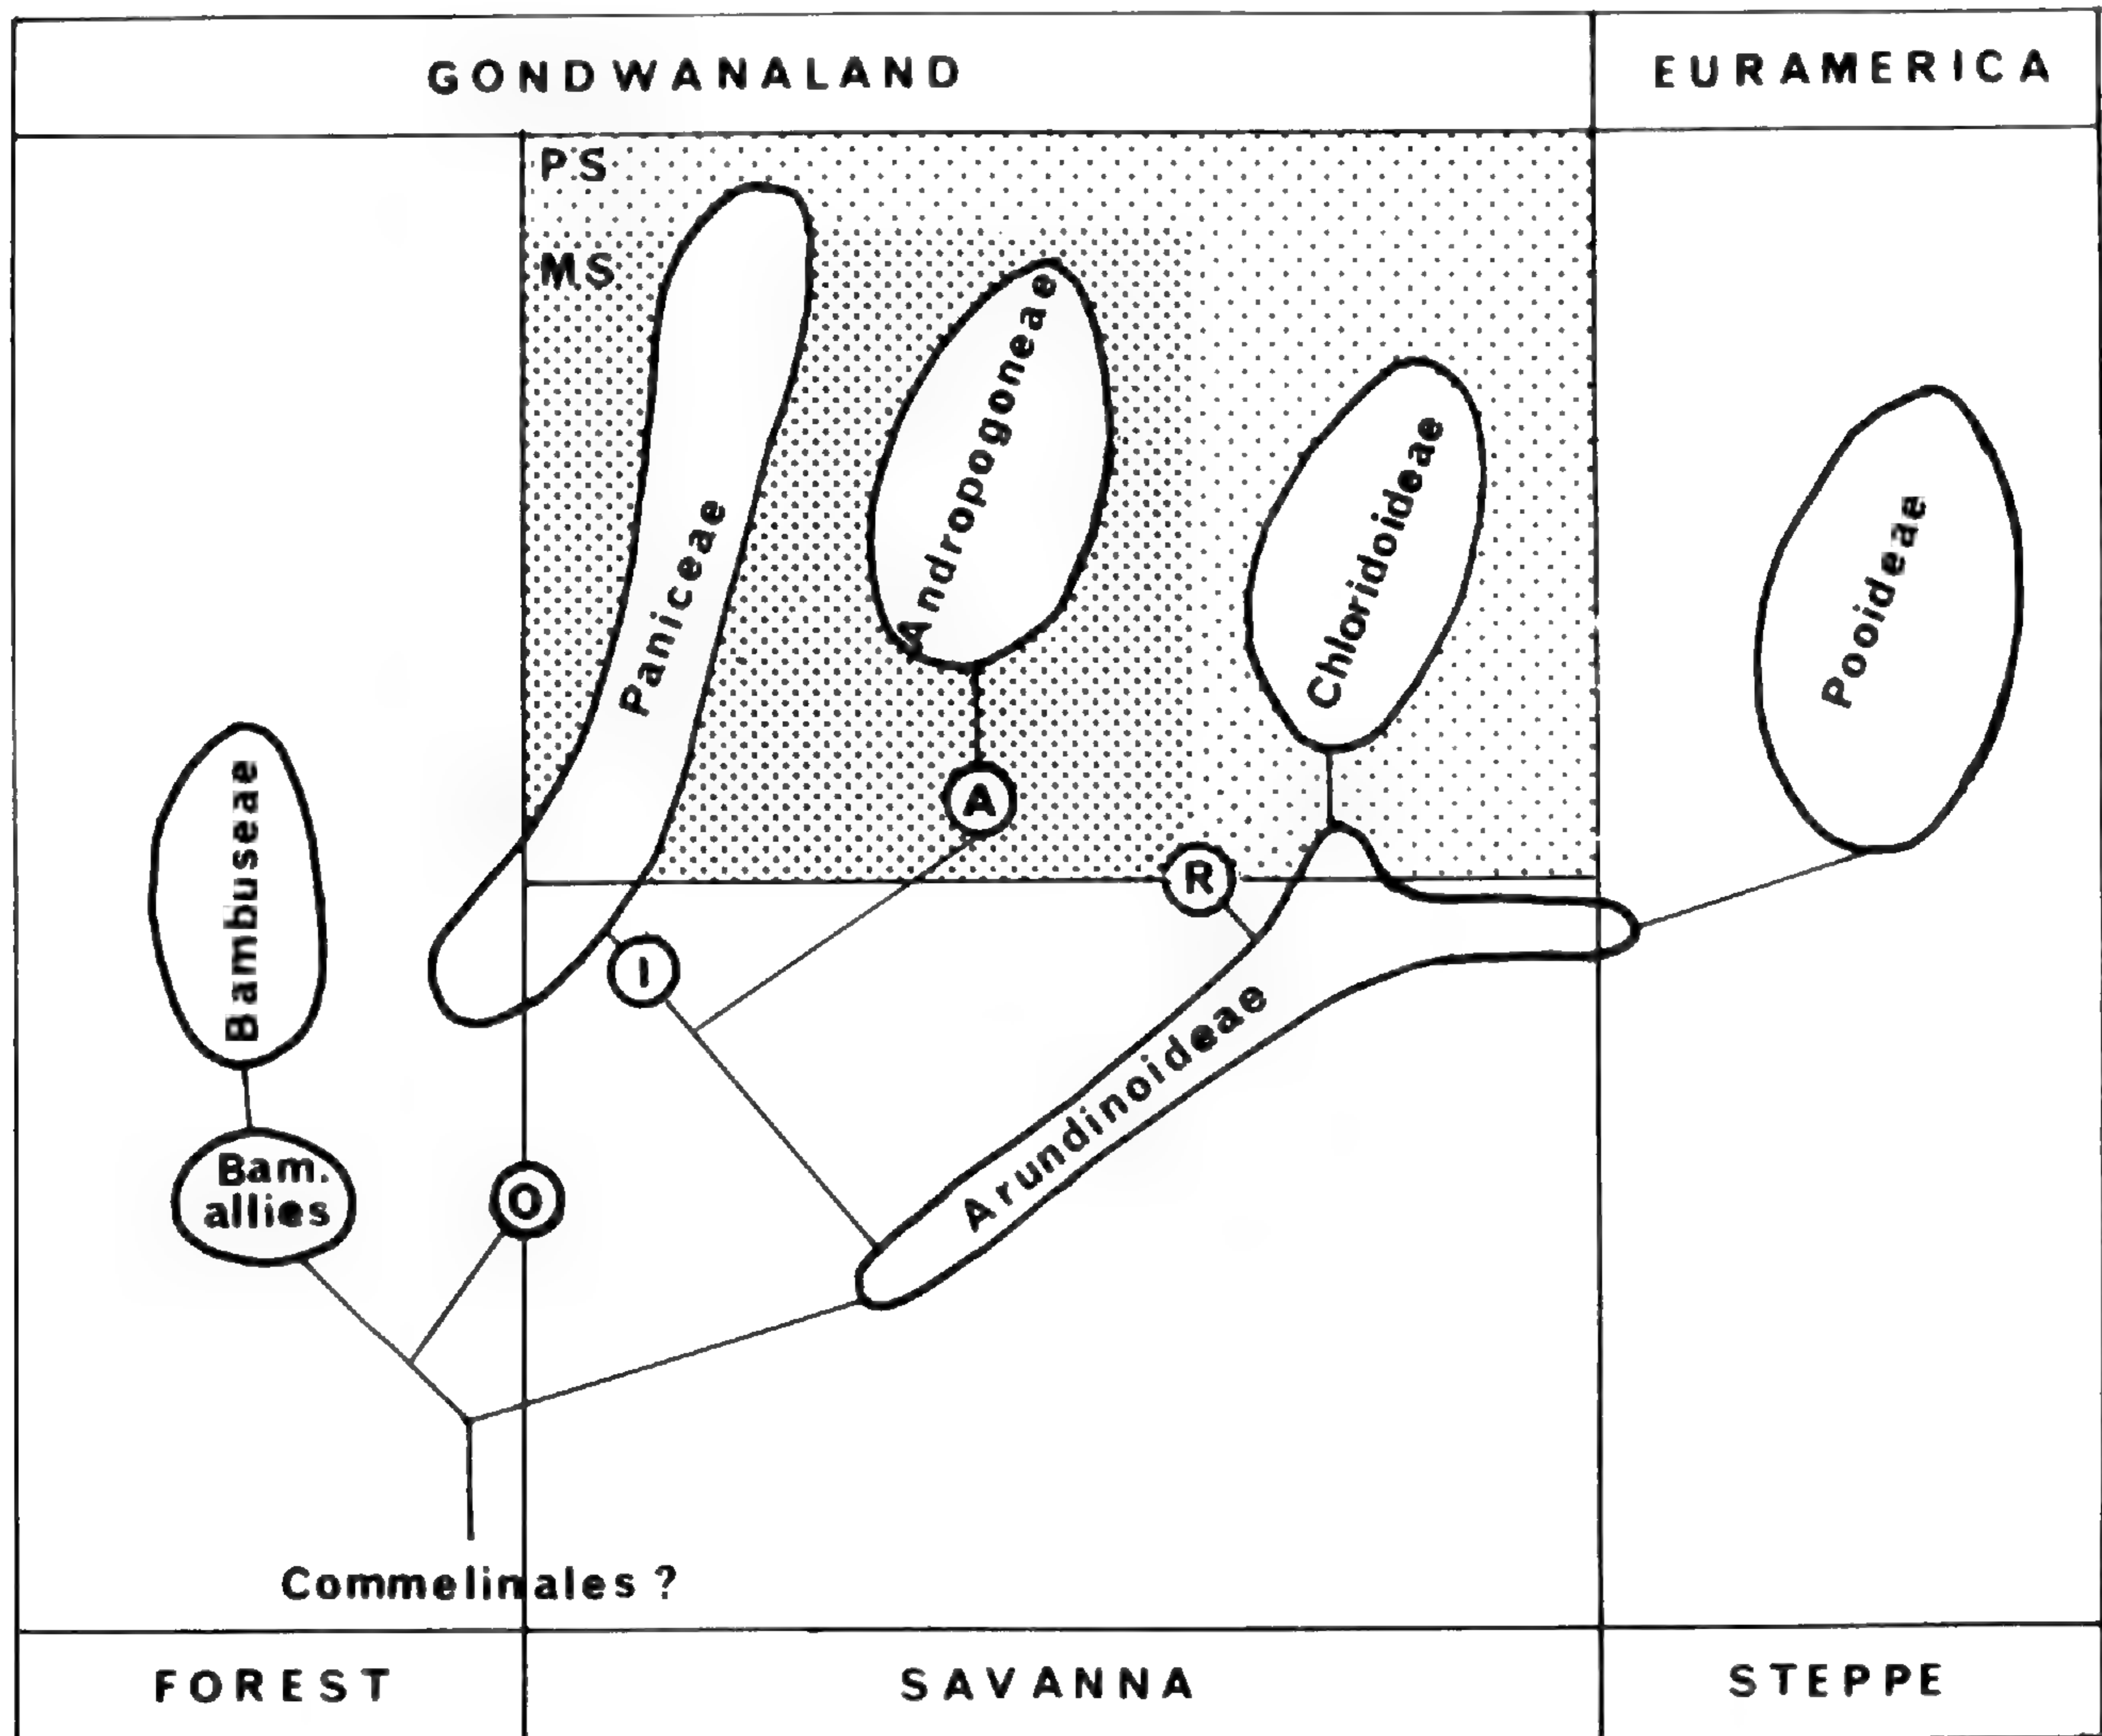 GONDWANALAND
EURAMERICA
PS
MS
Paniceae
Andropogoneae
Chloridoideae
Pooideae
Bambuseae
A
R
I
Bam.
allies
O
Arundinoideae
Commelinales ?
FOREST
SAVANNA
STEPPE